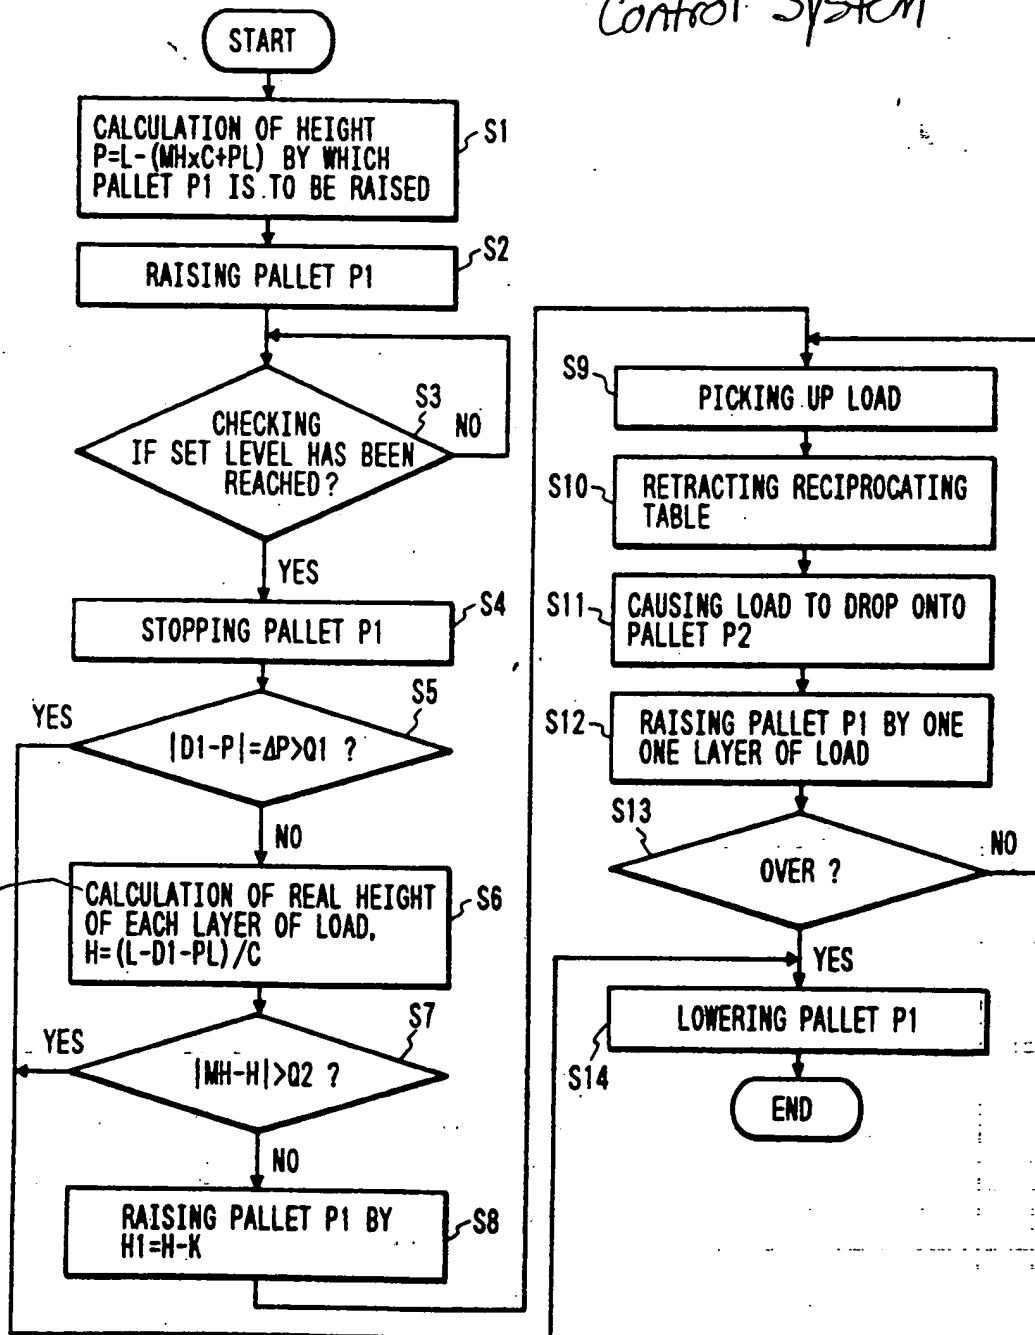 Control System
START
S1
CALCULATION OF HEIGHT
P=L-(MHxC+PL) BY WHICH
PALLET P1 IS TO BE RAISED
S2
RAISING PALLET P1
S3
NO
CHECKING
IF SET LEVEL HAS BEEN
REACHED?
YES
S4
STOPPING PALLET P1
S5
YES
|D1-P|=ΔP>Q1 ?
NO
S6
CALCULATION OF REAL HEIGHT
OF EACH LAYER OF LOAD,
H=(L-D1-PL)/C
S7
YES
|MH-H|>Q2 ?
NO
S8
RAISING PALLET P1 BY
H1=H-K
S9
PICKING UP LOAD
S10
RETRACTING RECIPROCATING
TABLE
S11
CAUSING LOAD TO DROP ONTO
PALLET P2
S12
RAISING PALLET P1 BY ONE
ONE LAYER OF LOAD
S13
OVER ?
NO
YES
LOWERING PALLET P1
S14
END